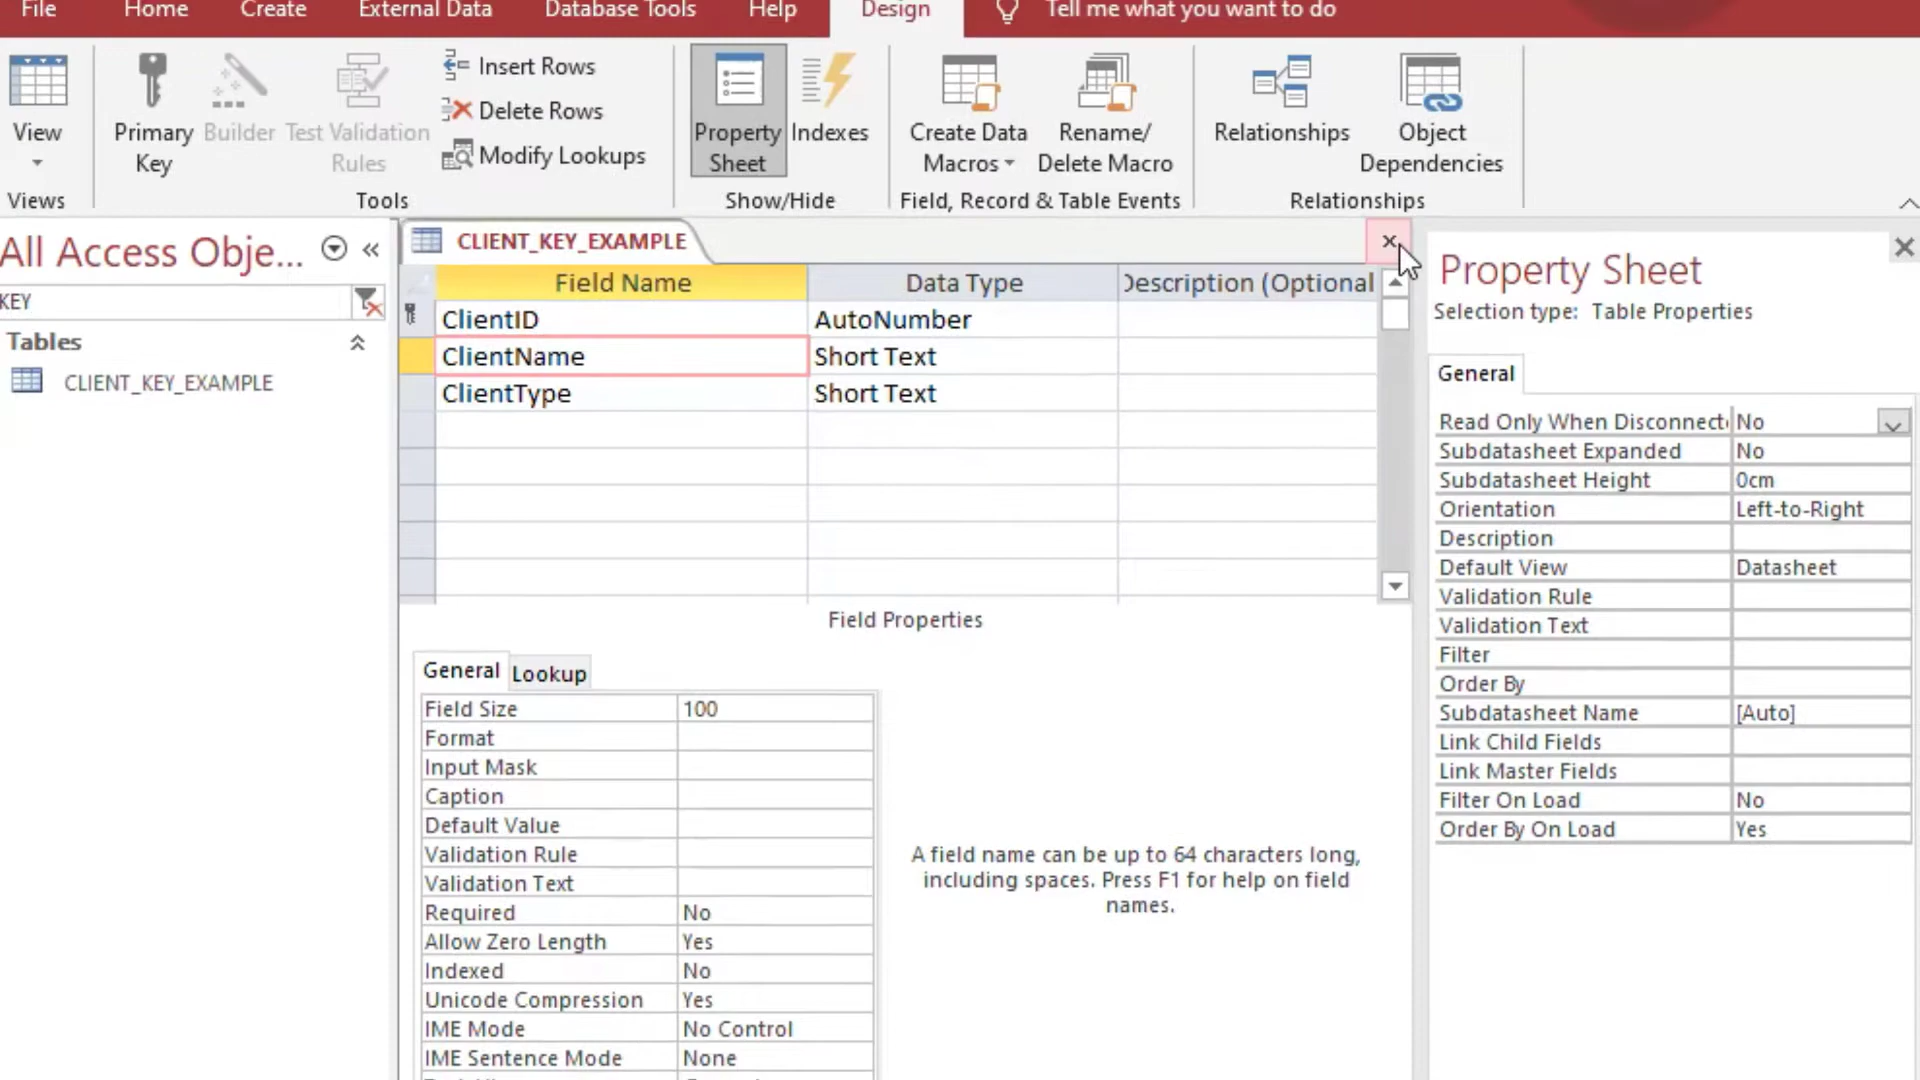 File Home Create External Data Database Tools Help Design Tell me what you want to do
View
Primary Key
Builder
Test Validation Rules
Insert Rows
Delete Rows
Modify Lookups
Property Sheet
Indexes
Create Data Macros
Rename/ Delete Macro
Relationships
Object Dependencies
Views Tools Show/Hide Field, Record & Table Events Relationships
All Access Obje...
KEY
Tables
CLIENT_KEY_EXAMPLE
CLIENT_KEY_EXAMPLE
Field Name Data Type Description (Optional
ClientID AutoNumber
ClientName Short Text
ClientType Short Text
Field Properties
General Lookup
Field Size 100
Format
Input Mask
Caption
Default Value
Validation Rule
Validation Text
Required No
Allow Zero Length Yes
Indexed No
Unicode Compression Yes
IME Mode No Control
IME Sentence Mode None
A field name can be up to 64 characters long,
including spaces. Press F1 for help on field
names.
Property Sheet
Selection type: Table Properties
General
Read Only When Disconnect No
Subdatasheet Expanded No
Subdatasheet Height 0cm
Orientation Left-to-Right
Description
Default View Datasheet
Validation Rule
Validation Text
Filter
Order By
Subdatasheet Name [Auto]
Link Child Fields
Link Master Fields
Filter On Load No
Order By On Load Yes